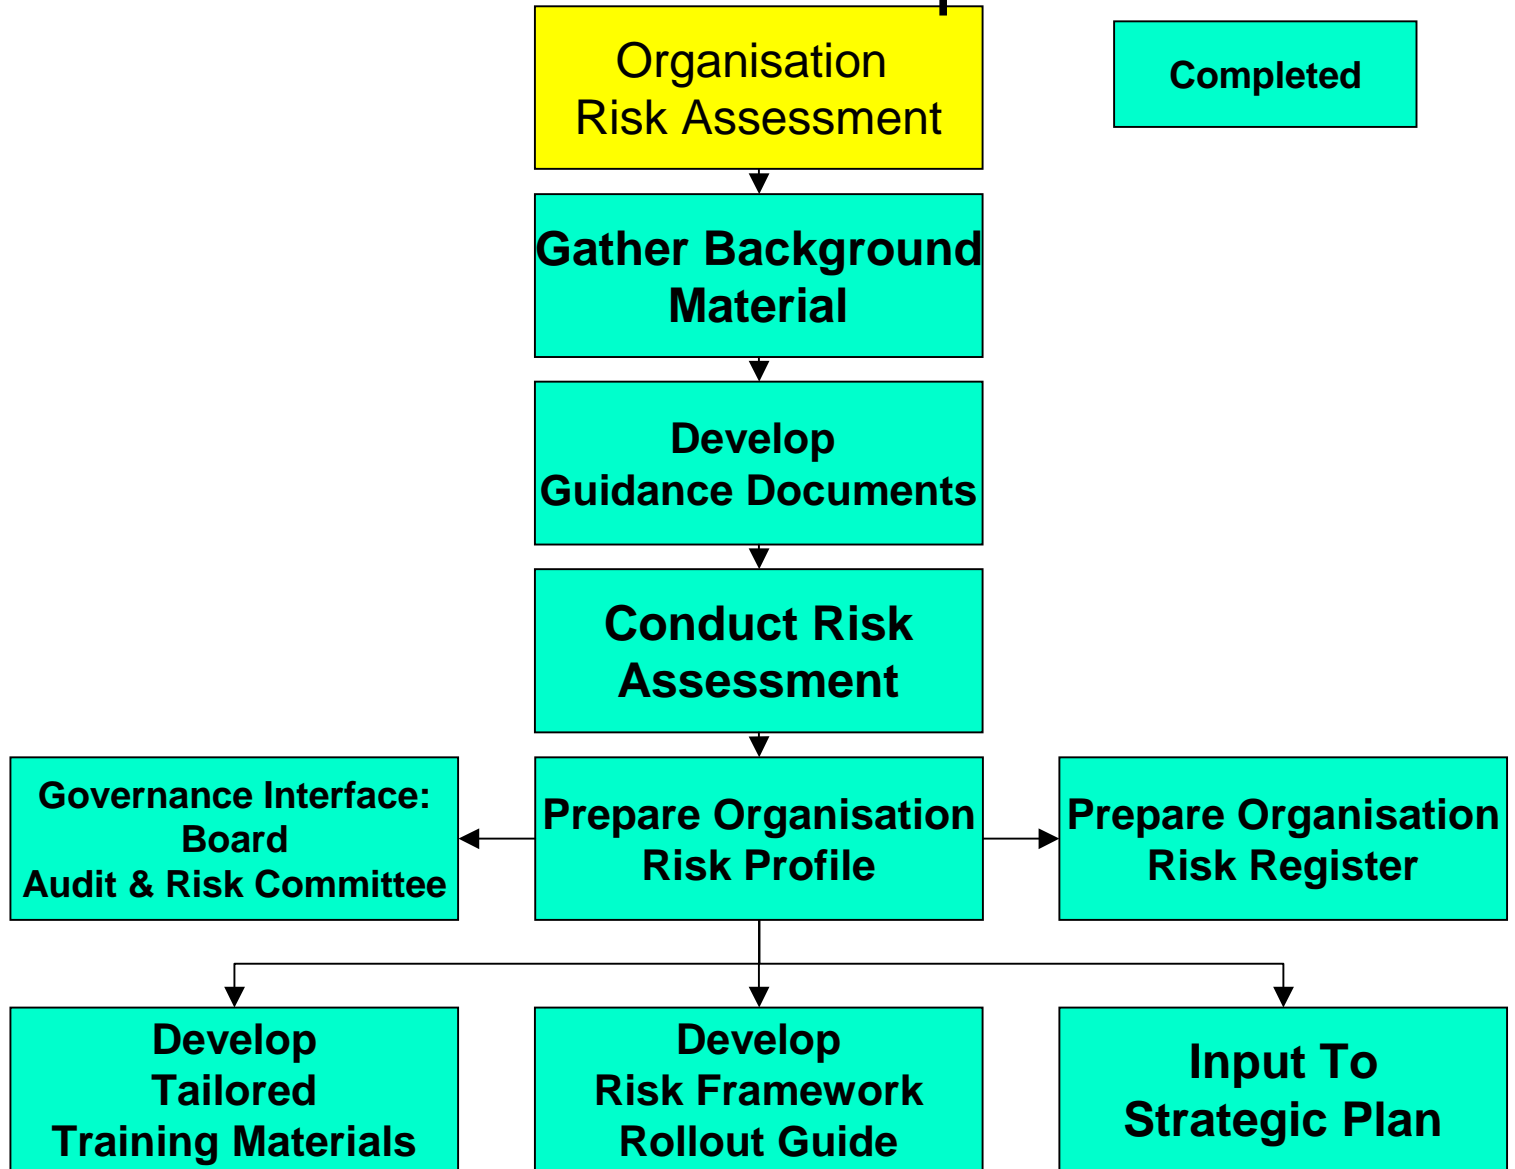 Organisation
Risk Assessment
Completed
Gather Background
Material
Develop
Guidance Documents
Conduct Risk
Assessment
Governance Interface:
Board
Audit & Risk Committee
Prepare Organisation
Risk Profile
Prepare Organisation
Risk Register
Develop
Tailored
Training Materials
Develop
Risk Framework
Rollout Guide
Input To
Strategic Plan